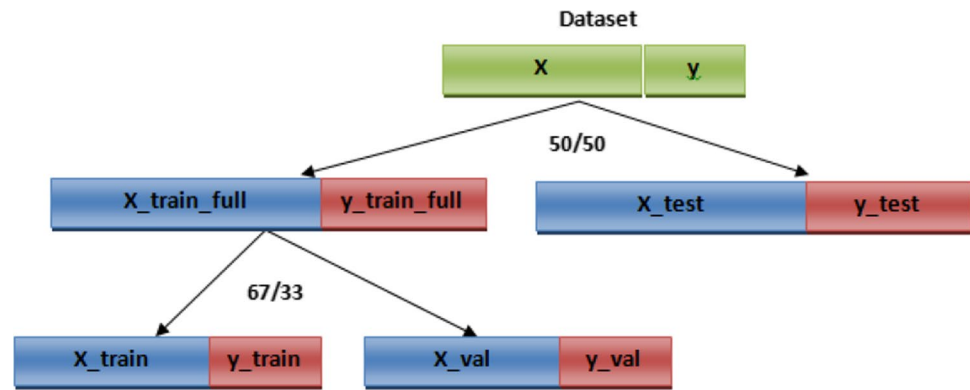 Dataset
X y
50/50
X_train_full y_train_full X_test y_test
67/33
X_train y_train X_val y_val